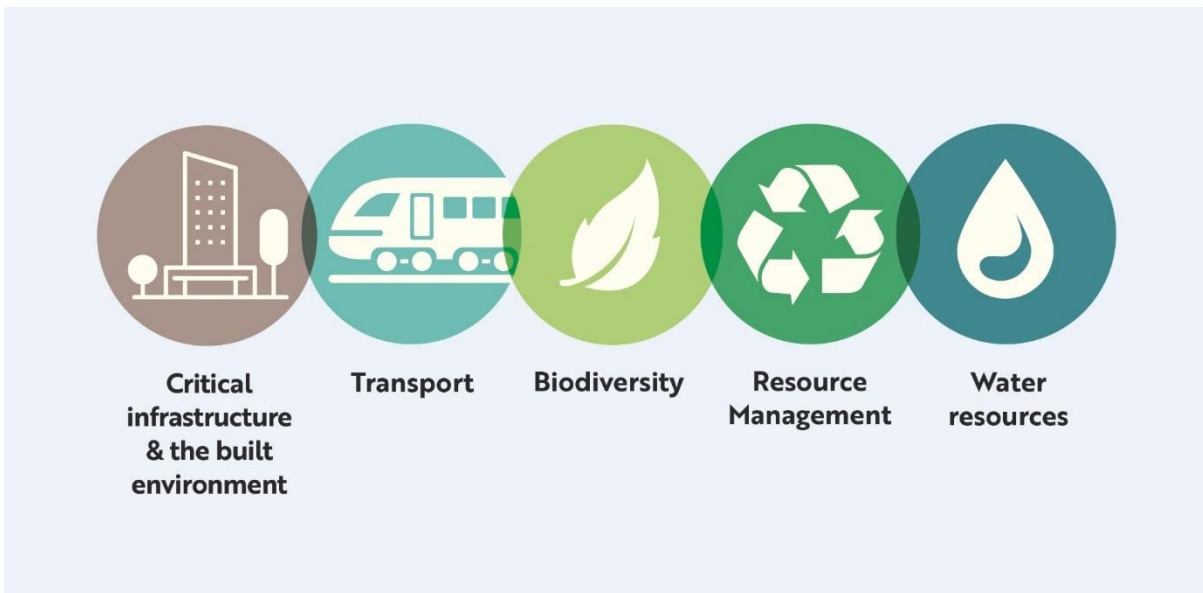 Critical
infrastructure
& the built
environment
Transport
Biodiversity
Resource
Management
Water
resources